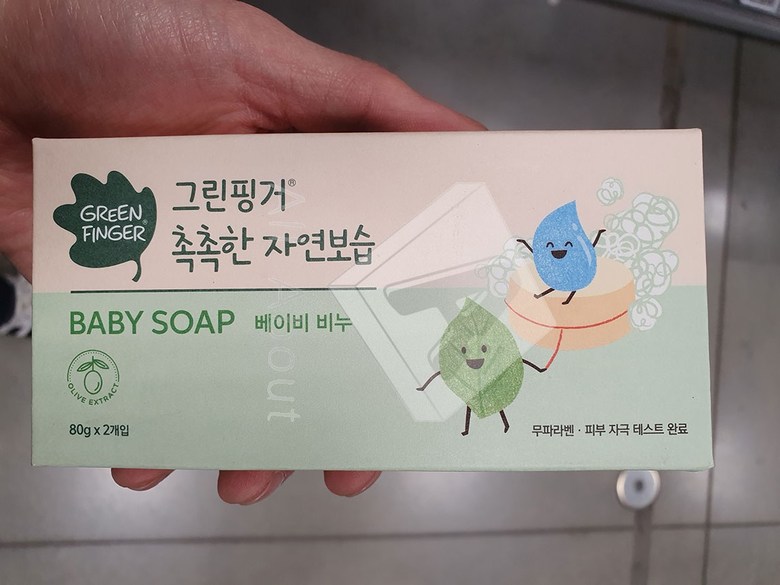 GREEN
FINGER®
그린핑거®
촉촉한 자연보습
BABY SOAP 베이비 비누
OLIVE EXTRACT
80g x 2개입
무파라벤 · 피부 자극 테스트 완료